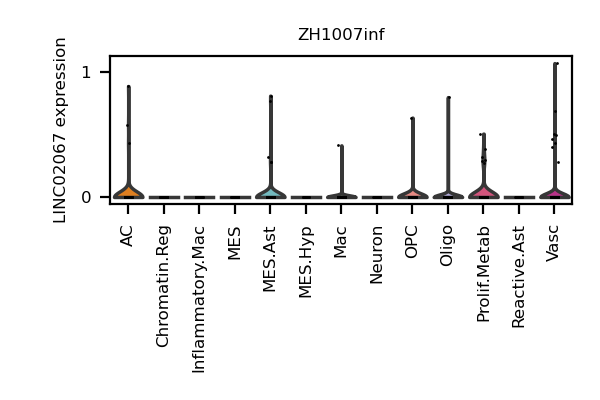 ZH1007inf
LINC02067 expression
1
0
AC
Chromatin.Reg
Inflammatory.Mac
MES
MES.Ast
MES.Hyp
Mac
Neuron
OPC
Oligo
Prolif.Metab
Reactive.Ast
Vasc